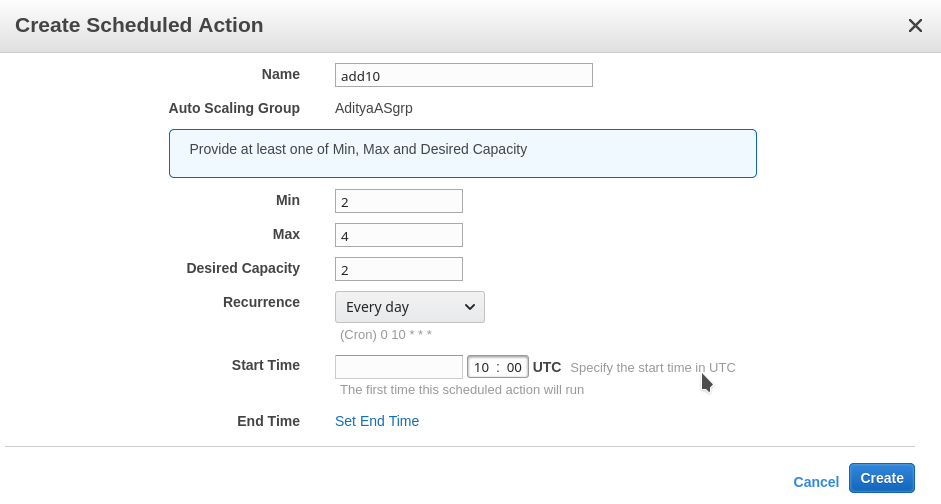 Create Scheduled Action
Name add10
Auto Scaling Group AdityaASgrp
Provide at least one of Min, Max and Desired Capacity
Min 2
Max 4
Desired Capacity 2
Recurrence Every day
(Cron) 0 10 * * *
Start Time 10 : 00 UTC Specify the start time in UTC
The first time this scheduled action will run
End Time Set End Time
Cancel Create